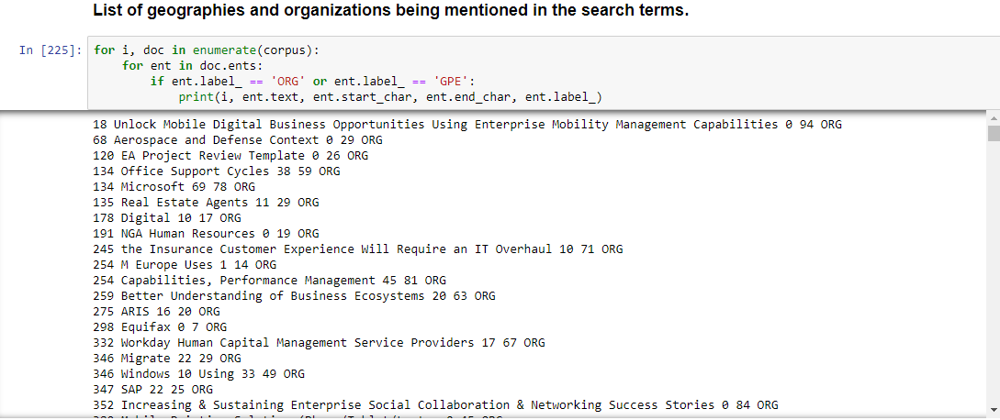 List of geographies and organizations being mentioned in the search terms.
In [225]: for i, doc in enumerate(corpus):
for ent in doc.ents:
if ent.label_ == 'ORG' or ent.label_ == 'GPE':
print(i, ent.text, ent.start_char, ent.end_char, ent.label_)
18 Unlock Mobile Digital Business Opportunities Using Enterprise Mobility Management Capabilities 0 94 ORG
68 Aerospace and Defense Context 0 29 ORG
120 EA Project Review Template 0 26 ORG
134 Office Support Cycles 38 59 ORG
134 Microsoft 69 78 ORG
135 Real Estate Agents 11 29 ORG
178 Digital 10 17 ORG
191 NGA Human Resources 0 19 ORG
245 the Insurance Customer Experience Will Require an IT Overhaul 10 71 ORG
254 M Europe Uses 1 14 ORG
254 Capabilities, Performance Management 45 81 ORG
259 Better Understanding of Business Ecosystems 20 63 ORG
275 ARIS 16 20 ORG
298 Equifax 0 7 ORG
332 Workday Human Capital Management Service Providers 17 67 ORG
346 Migrate 22 29 ORG
346 Windows 10 Using 33 49 ORG
347 SAP 22 25 ORG
352 Increasing & Sustaining Enterprise Social Collaboration & Networking Success Stories 0 84 ORG